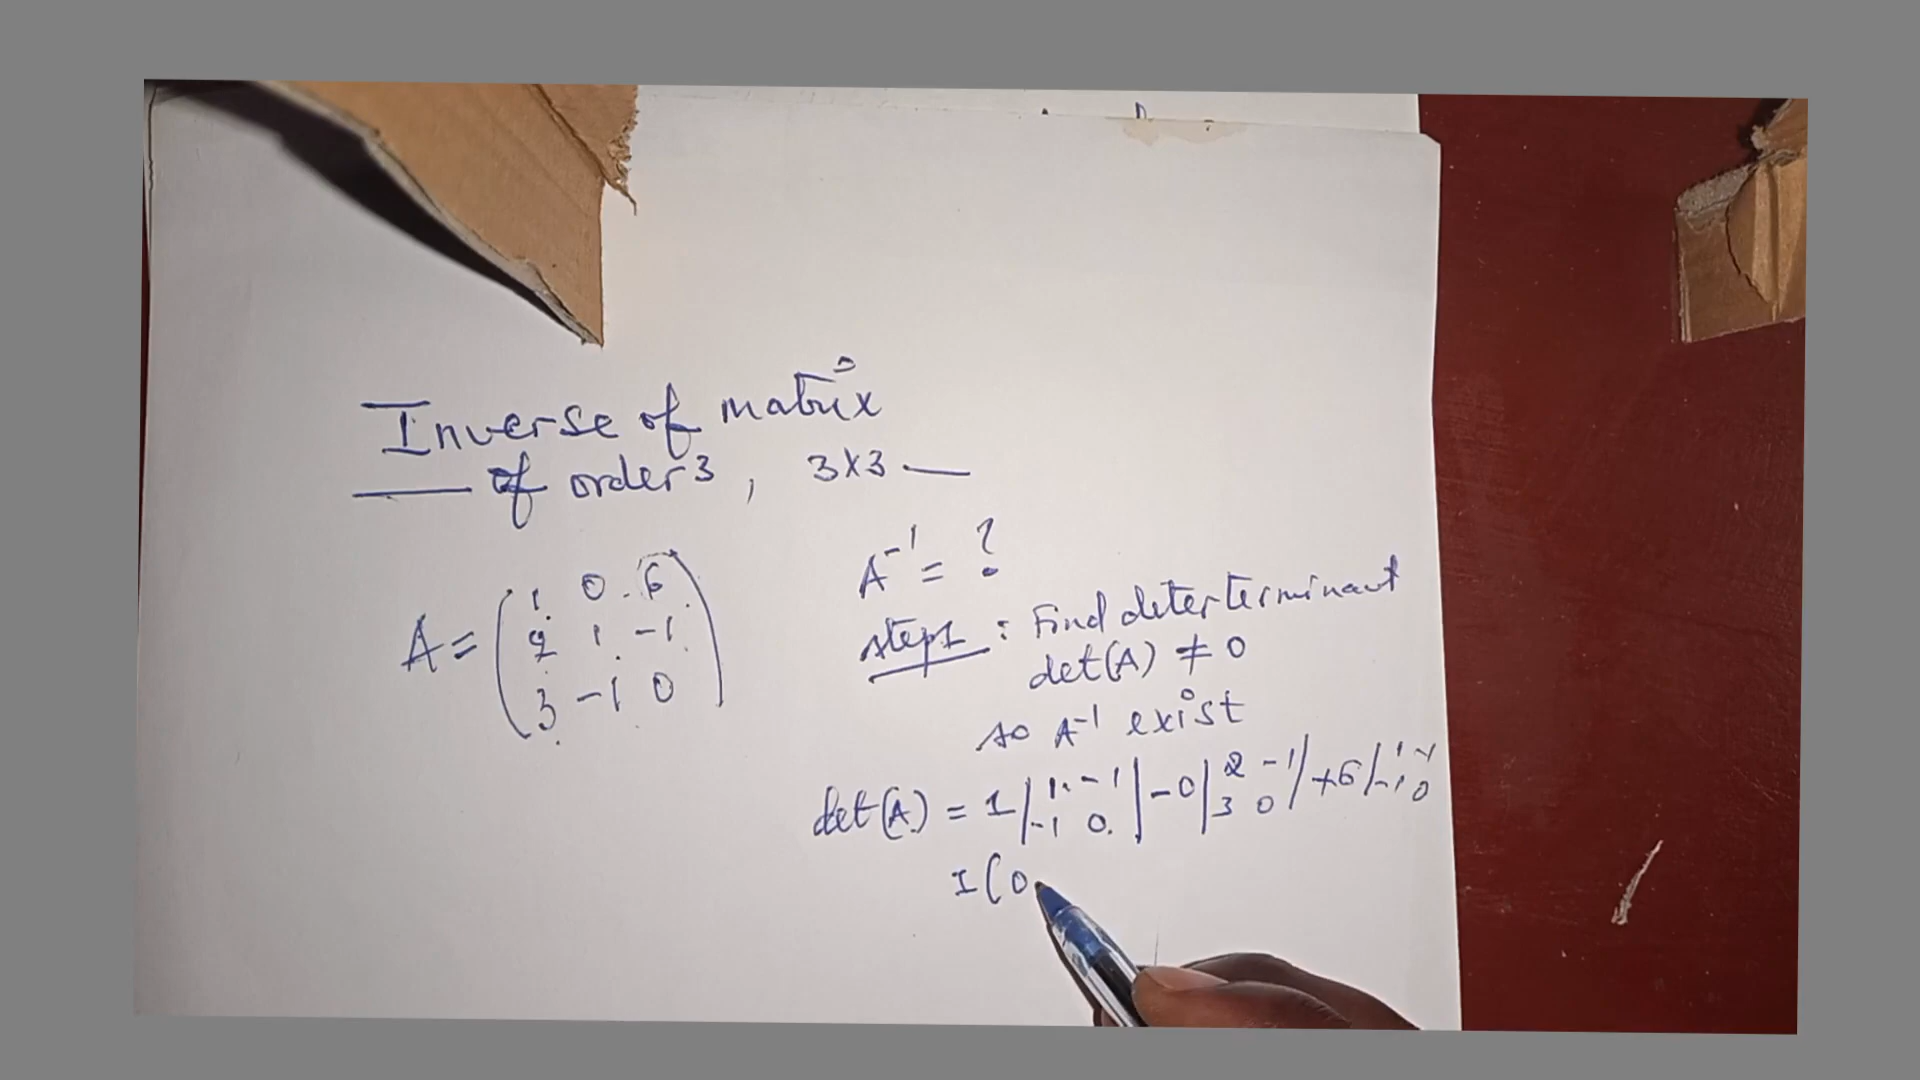 Inverse of matrix
of order 3, 3x3
A = ( 1 0 6
2 1 -1
3 -1 0 )
A^-1 = ?
step1 : Find deterterminant
det(A) ≠ 0
so A^-1 exist
det(A) = 1 | 1 -1 | - 0 | 2 -1 | + 6 | 1 -1 |
| -1 0 | | 3 0 | | -1 0
1(0